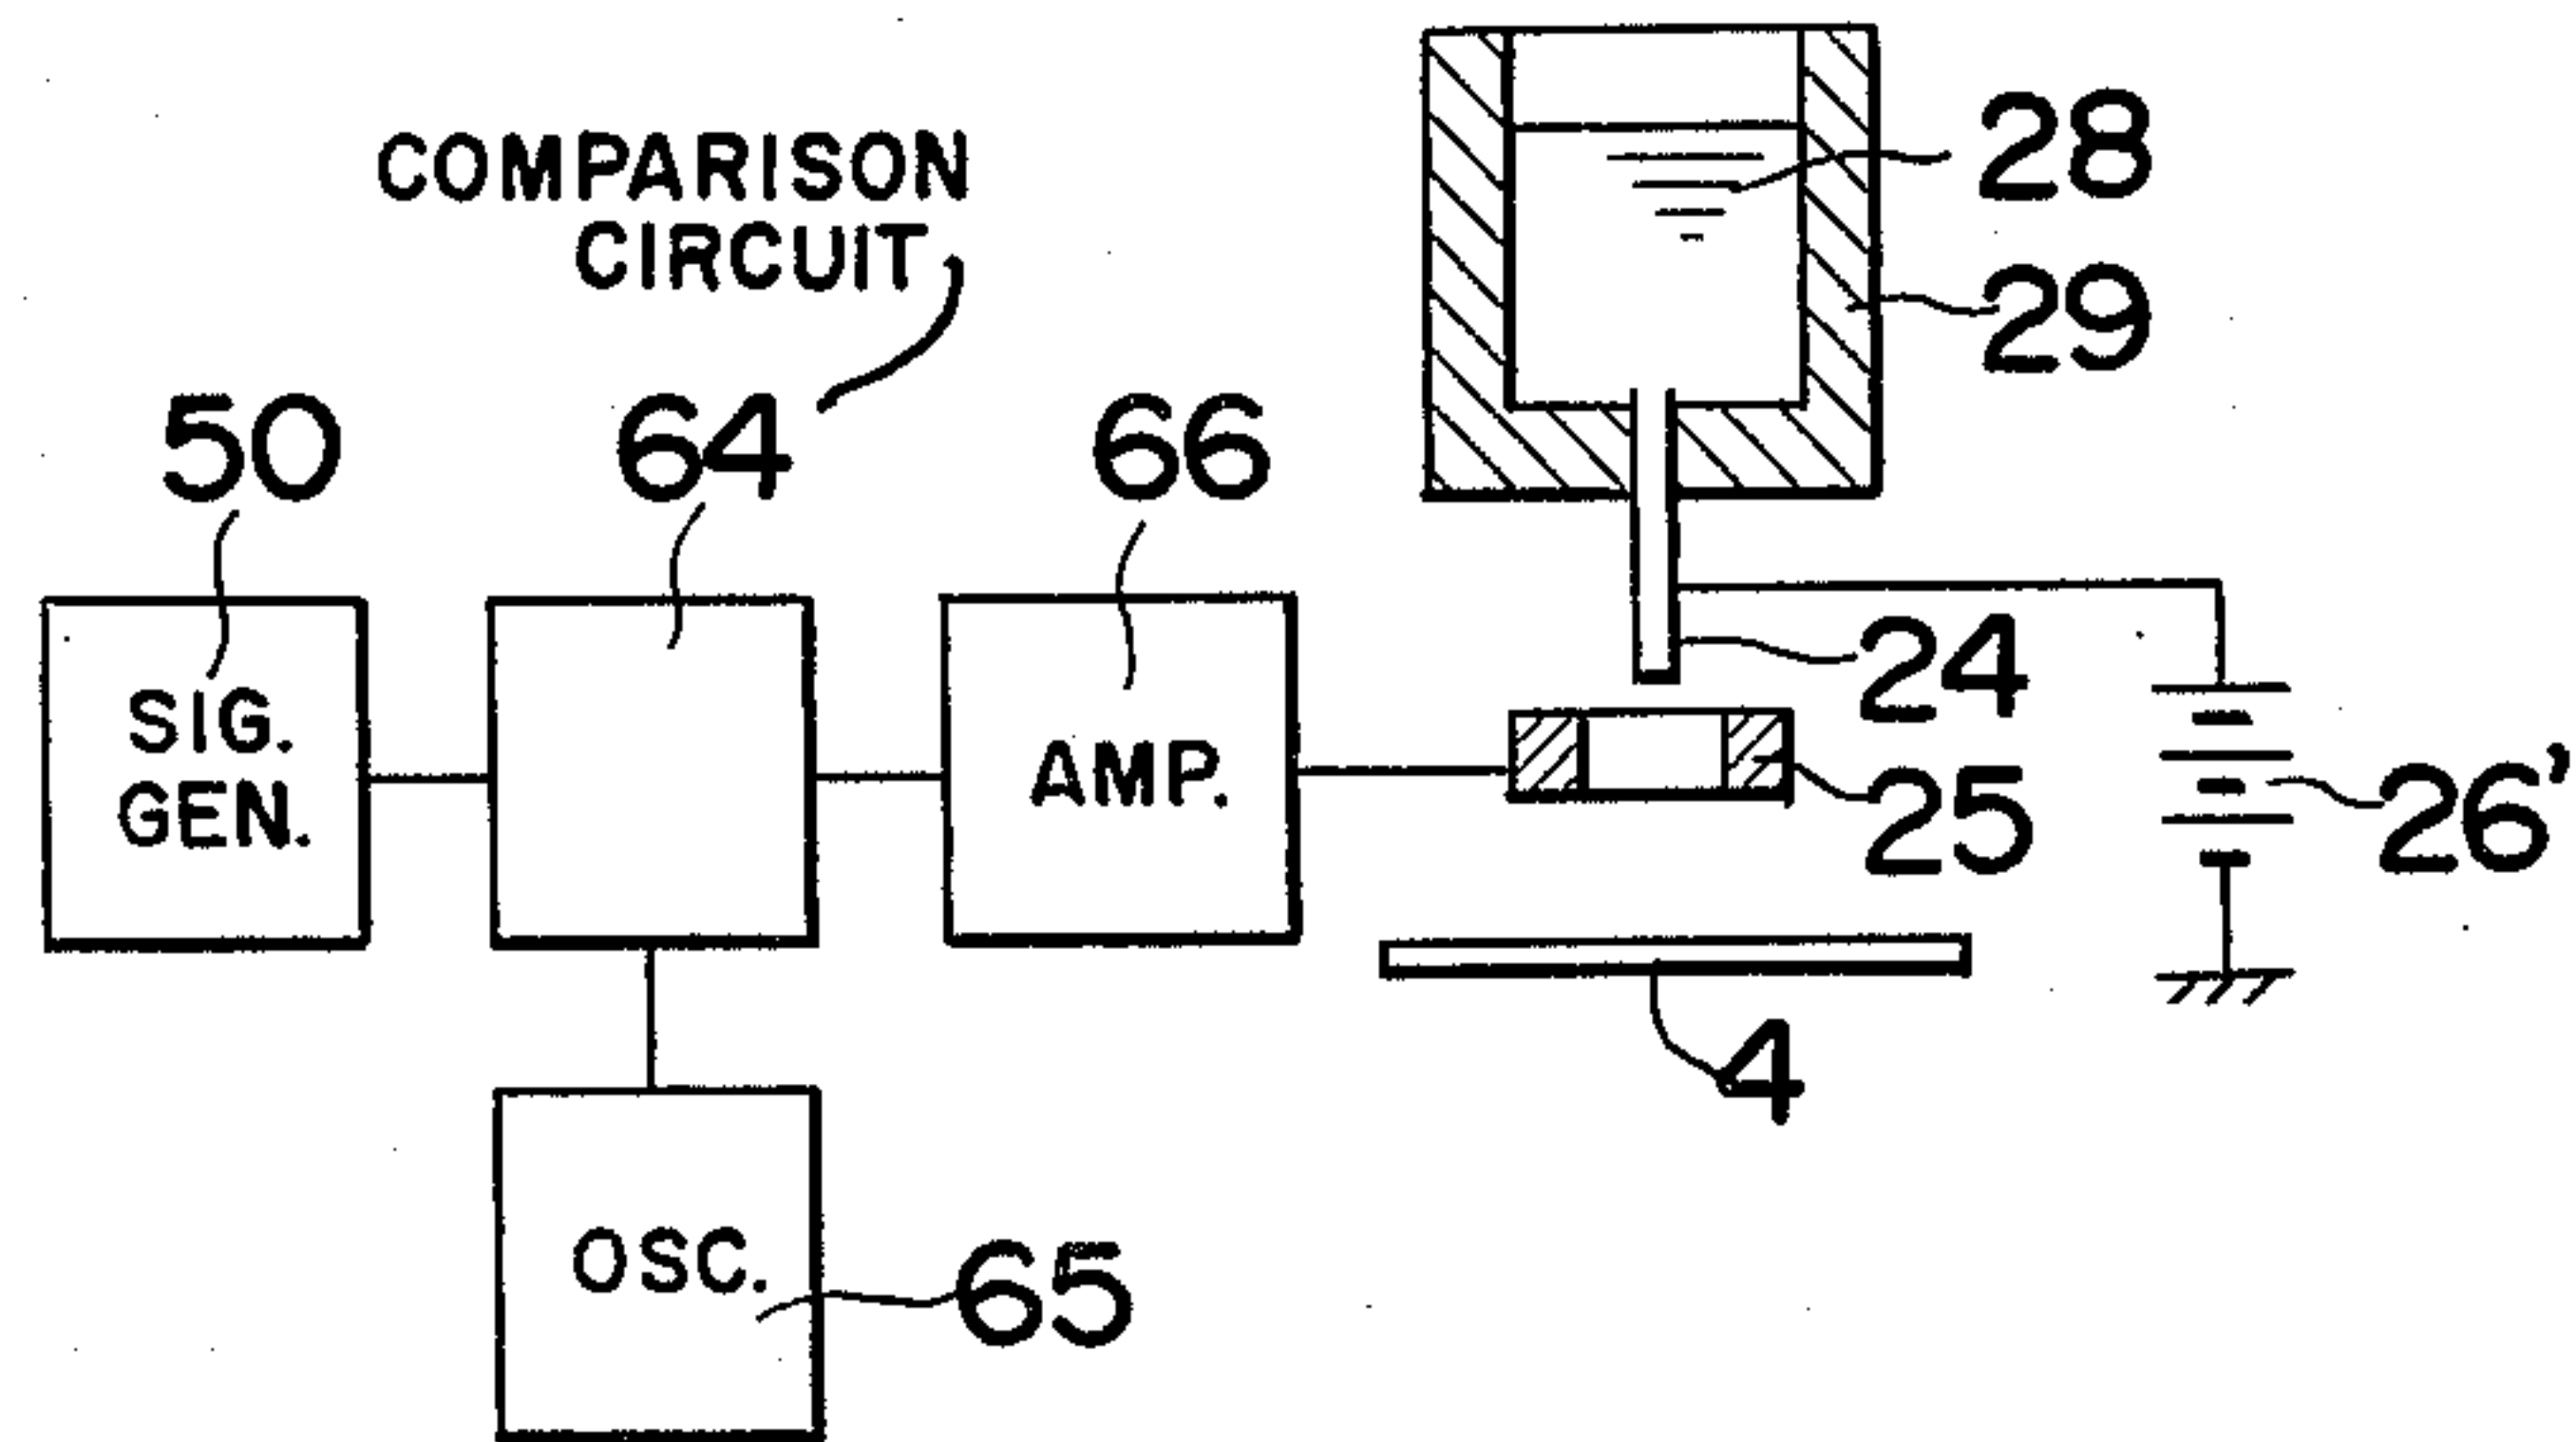 COMPARISON
CIRCUIT
28
29
50
64
66
24
SIG.
GEN.
AMP.
25
26'
4
OSC.
65